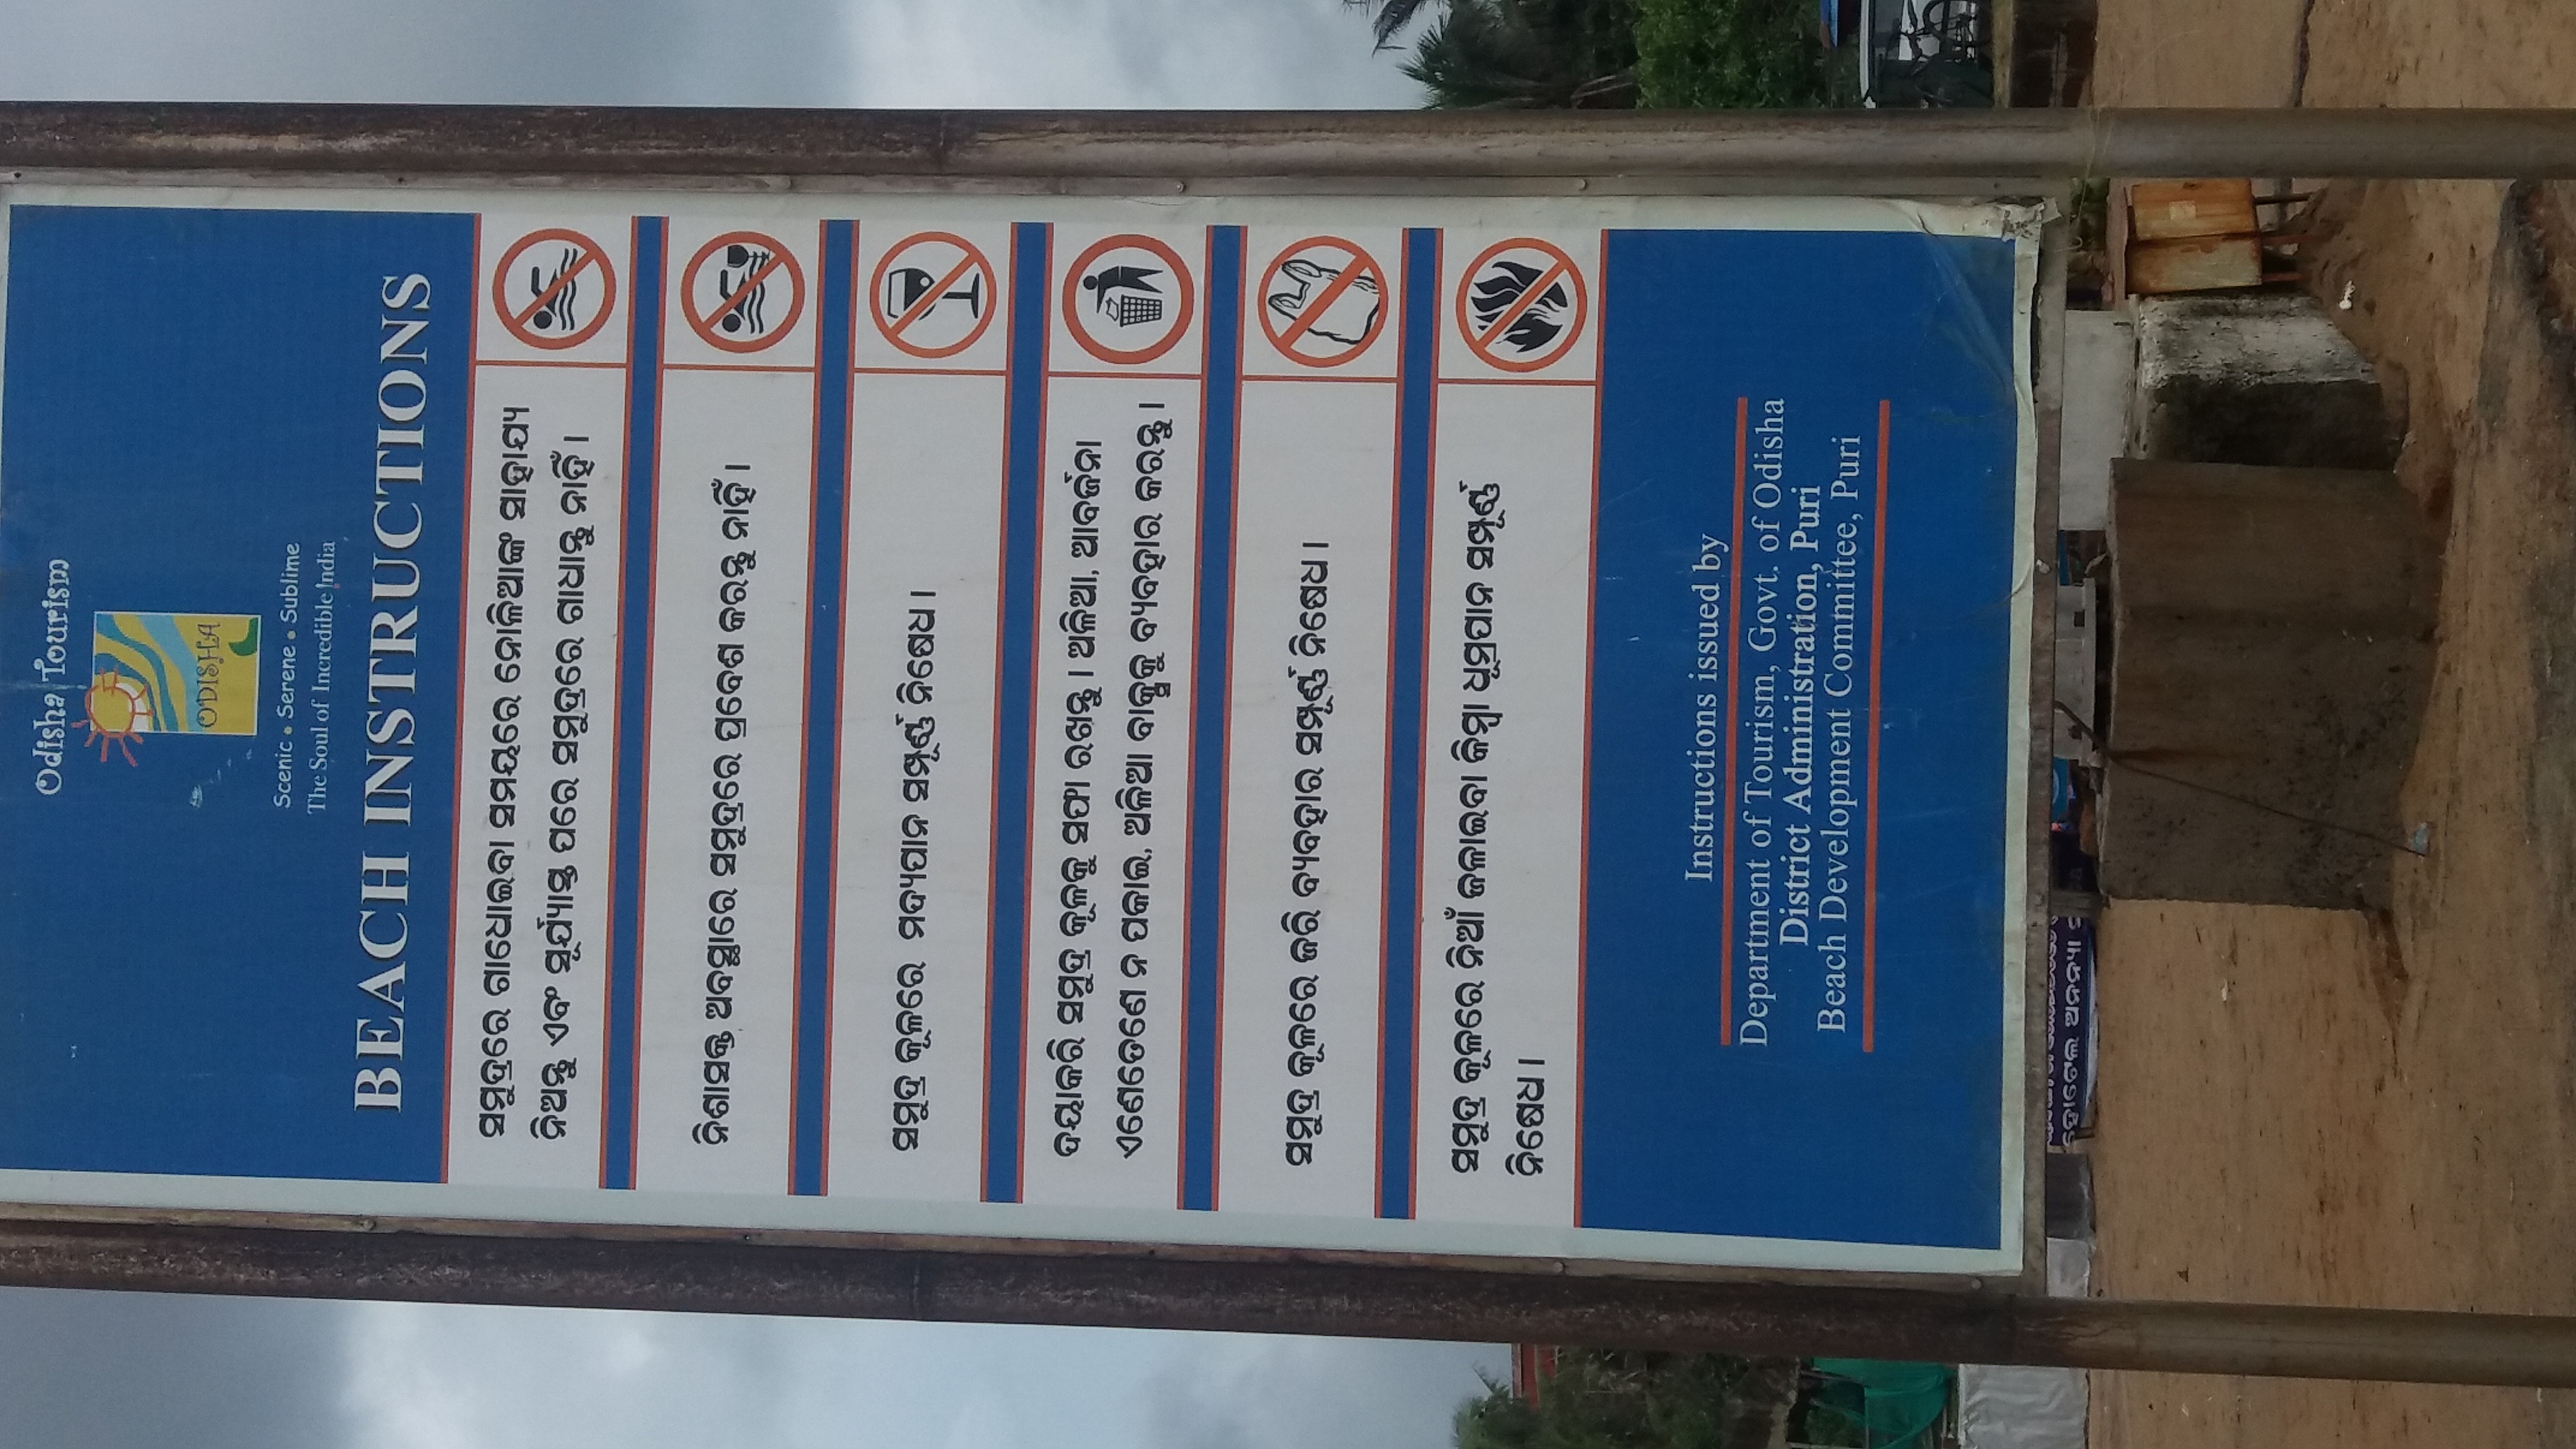 Odisha Tourism
ODISHA
Scenic • Serene • Sublime
The Soul of Incredible India
BEACH INSTRUCTIONS
ସମୁଦ୍ରରେ ଗାଧୋଇବା ସମୟରେ ନୋଳିଆଙ୍କ ସାହାଯ୍ୟ
ନିଅନ୍ତୁ ଏବଂ ସୂର୍ଯ୍ୟାସ୍ତ ପରେ ସମୁଦ୍ରରେ ଗାଧାନ୍ତୁ ନାହିଁ ।
ନିଶାସକ୍ତ ଅବସ୍ଥାରେ ସମୁଦ୍ରରେ ପ୍ରବେଶ କରନ୍ତୁ ନାହିଁ ।
ସମୁଦ୍ର କୂଳରେ ମଦ୍ୟପାନ ସମ୍ପୂର୍ଣ୍ଣ ନିଷେଧ ।
ଦୟାକରି ସମୁଦ୍ର କୂଳକୁ ସଫା ରଖନ୍ତୁ । ଅଳିଆ, ଆବର୍ଜନା
ଏଣେତେଣେ ନ ପକାଇ, ଅଳିଆ ବାକ୍ସକୁ ବ୍ୟବହାର କରନ୍ତୁ ।
ସମୁଦ୍ର କୂଳରେ ଜରି ବ୍ୟବହାର ସମ୍ପୂର୍ଣ୍ଣ ନିଷେଧ ।
ସମୁଦ୍ର କୂଳରେ ନିଆଁ ଜଳାଇବା କିମ୍ବା ଧୂମ୍ରପାନ ସମ୍ପୂର୍ଣ୍ଣ
ନିଷେଧ ।
Instructions issued by
Department of Tourism, Govt. of Odisha
District Administration, Puri
Beach Development Committee, Puri
ହୋଟେଲ ଅନନ୍ୟା